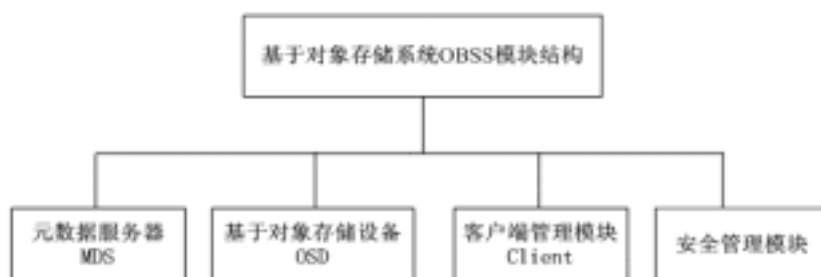 基于对象存储系统OBSS模块结构
元数据服务器
MDS
基于对象存储设备
OSD
客户端管理模块
Client
安全管理模块